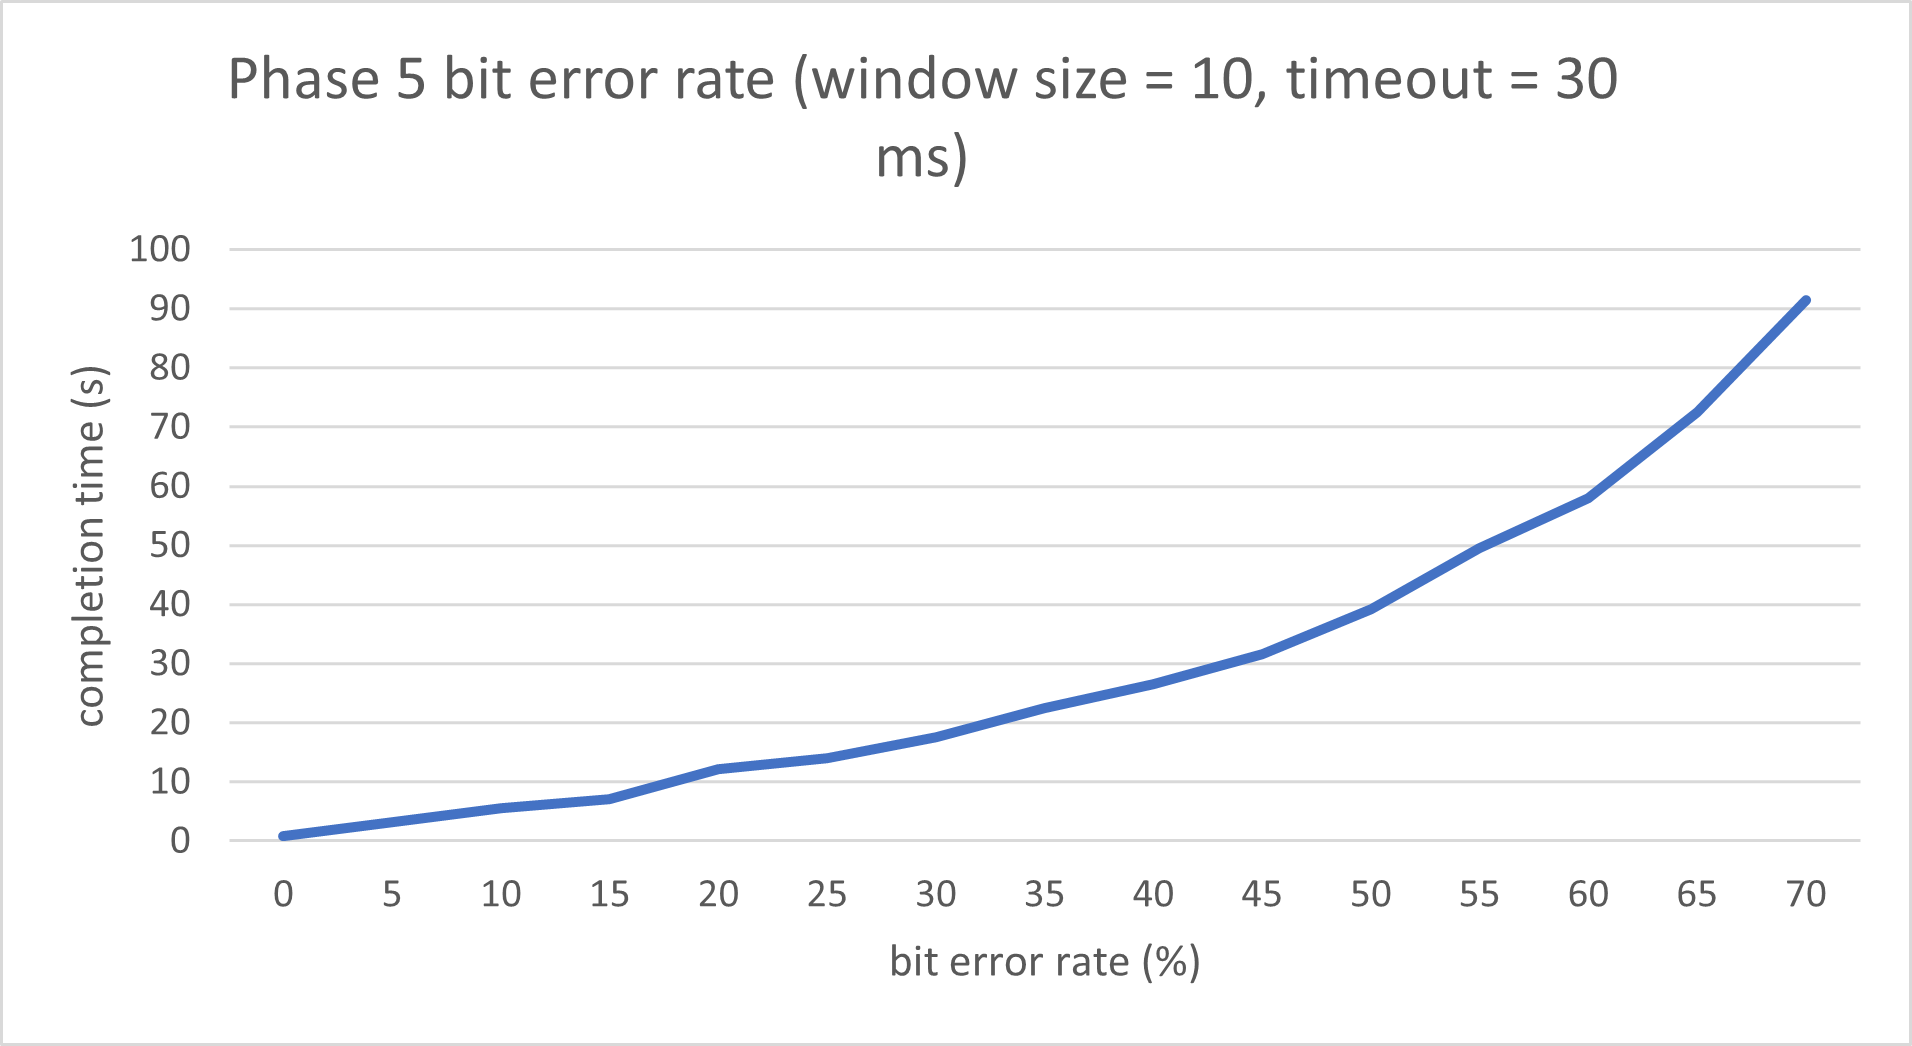 Phase 5 bit error rate (window size = 10, timeout = 30
ms)
100
90
80
70
60
50
40
30
20
10
0
completion time (s)
0 5 10 15 20 25 30 35 40 45 50 55 60 65 70
bit error rate (%)